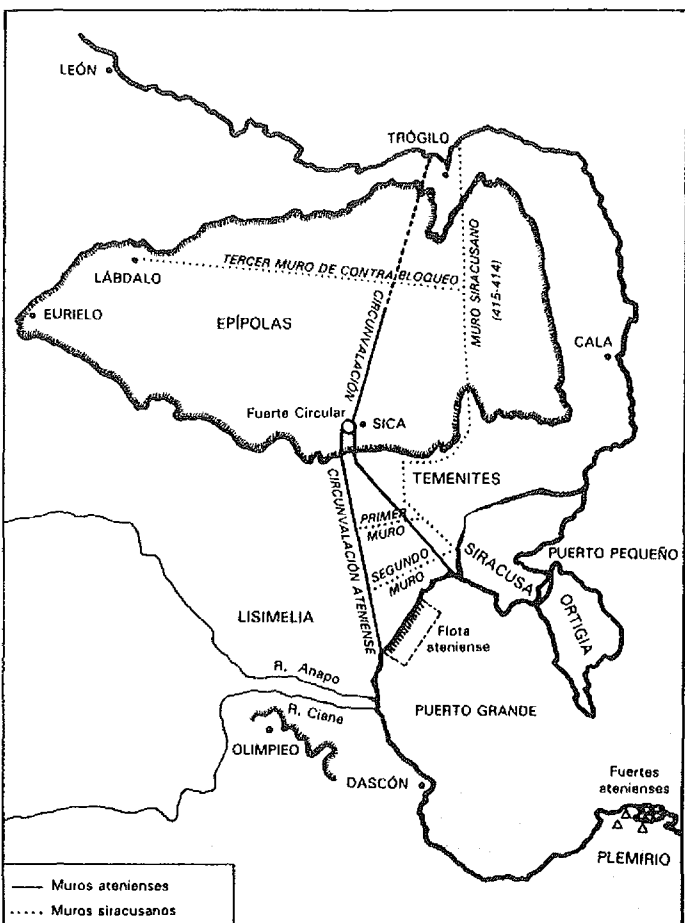 LEÓN
TRÓGILO
TERCER MURO DE CONTRABLOQUEO
LÁBDALO
MURO SIRACUSANO
(415-414)
EURIELO
EPÍPOLAS
CIRCUNVALACIÓN
CALA
Fuerte Circular
SICA
TEMENITES
CIRCUNVALACIÓN ATENIENSE
PRIMER
MURO
SEGUNDO
MURO
SIRACUSA
PUERTO PEQUEÑO
ORTIGIA
LISIMELIA
Flota
ateniense
R. Anapo
R. Ciane
PUERTO GRANDE
OLIMPIEO
DASCÓN
Fuertes
atenienses
PLEMIRIO
Muros atenienses
Muros siracusanos